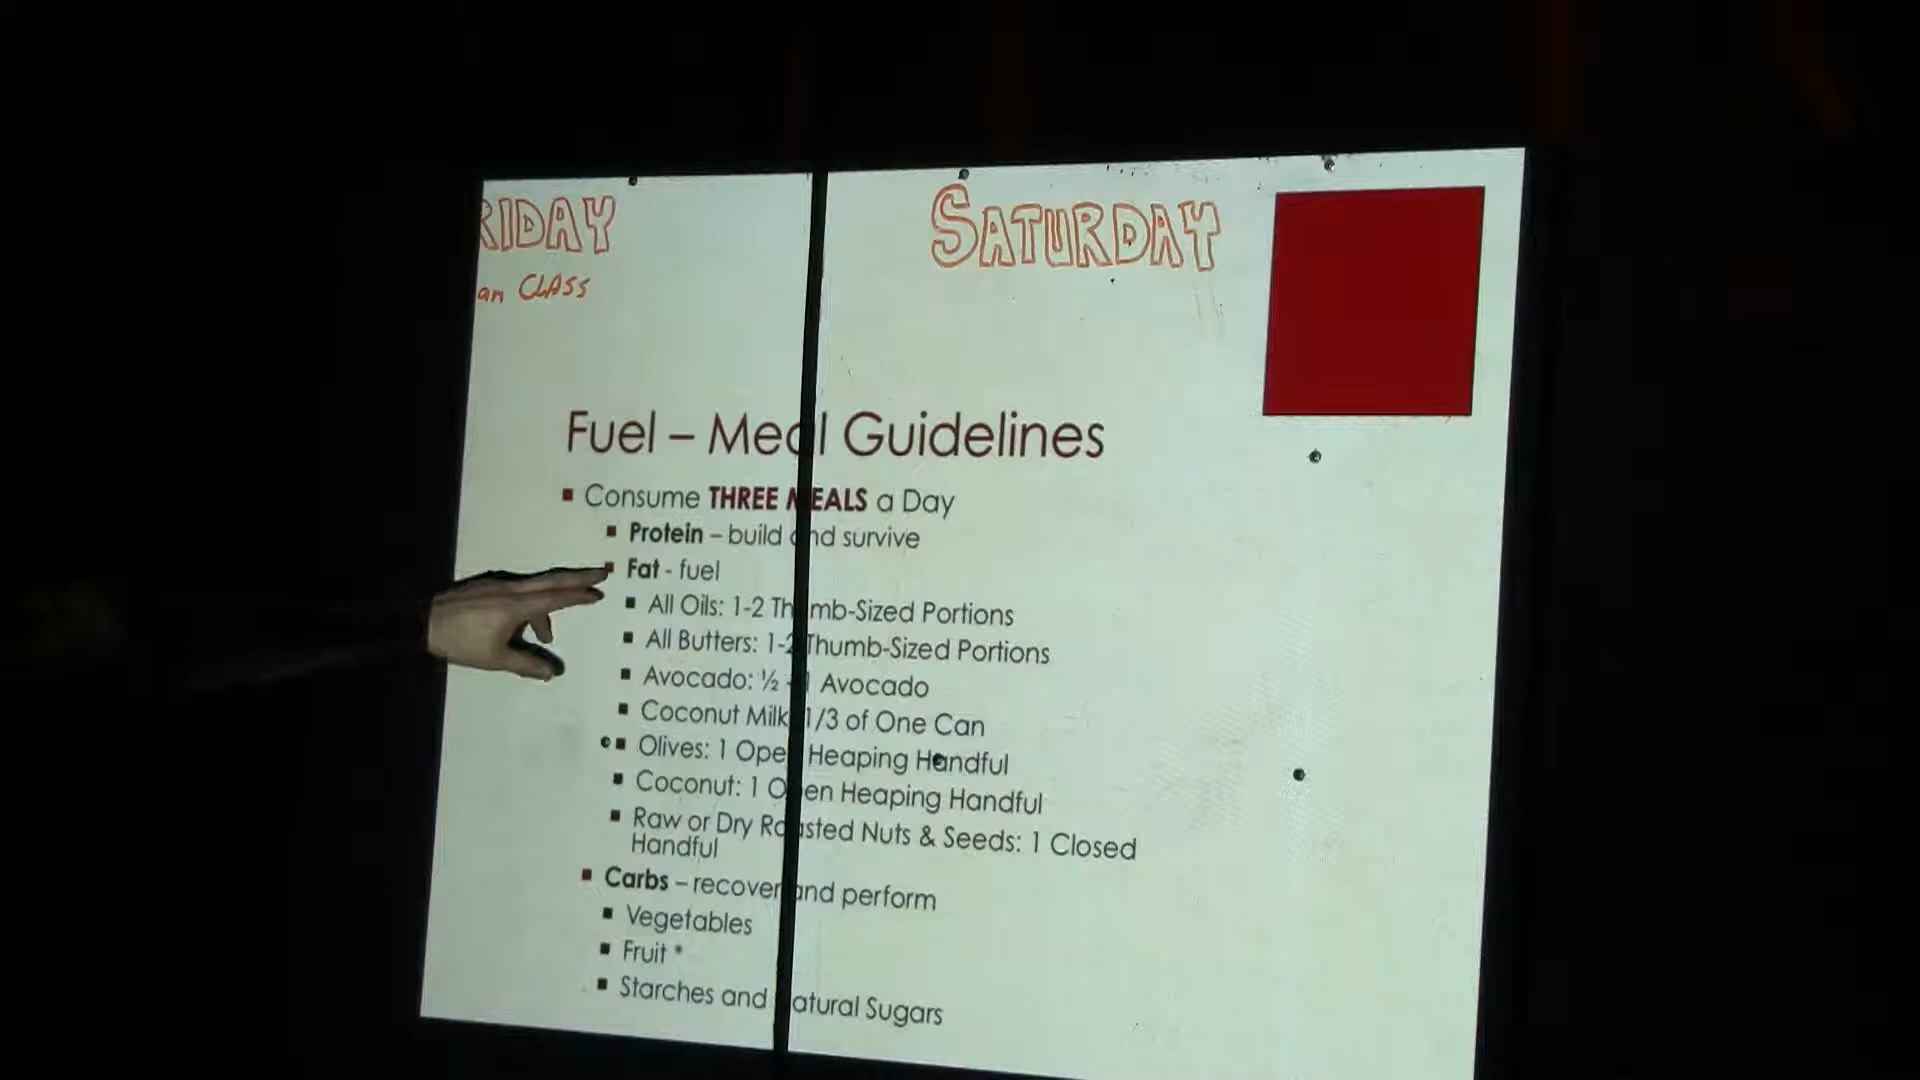 RIDAY
an CLASS
SATURDAY
Fuel – Meal Guidelines
Consume THREE MEALS a Day
Protein – build and survive
Fat - fuel
All Oils: 1-2 Thumb-Sized Portions
All Butters: 1-2 Thumb-Sized Portions
Avocado: ½ - 1 Avocado
Coconut Milk: 1/3 of One Can
Olives: 1 Open Heaping Handful
Coconut: 1 Open Heaping Handful
Raw or Dry Roasted Nuts & Seeds: 1 Closed
Handful
Carbs – recover and perform
Vegetables
Fruit *
Starches and Natural Sugars